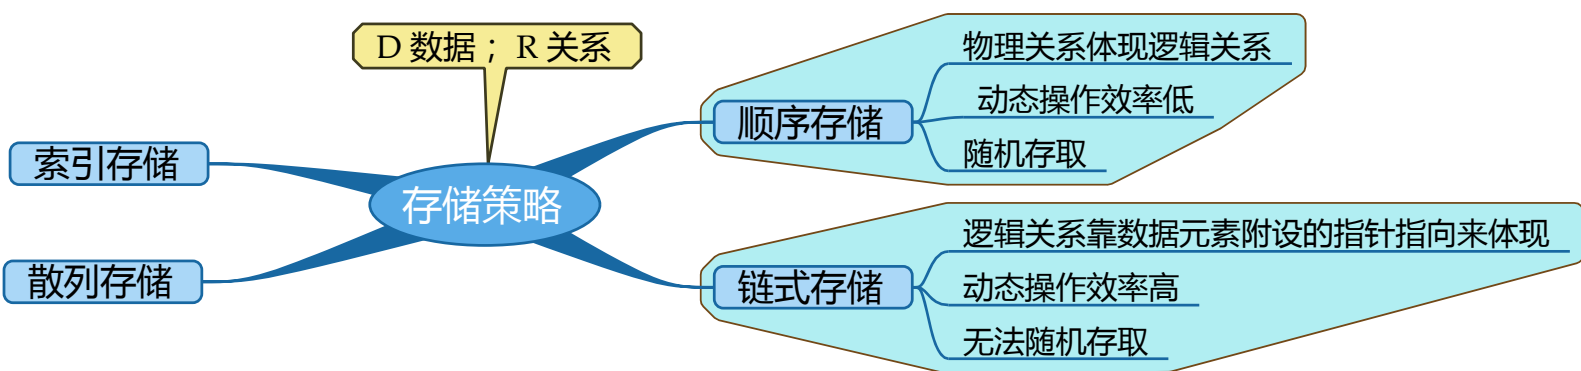 D 数据； R 关系
存储策略
顺序存储
物理关系体现逻辑关系
动态操作效率低
随机存取
链式存储
逻辑关系靠数据元素附设的指针指向来体现
动态操作效率高
无法随机存取
索引存储
散列存储